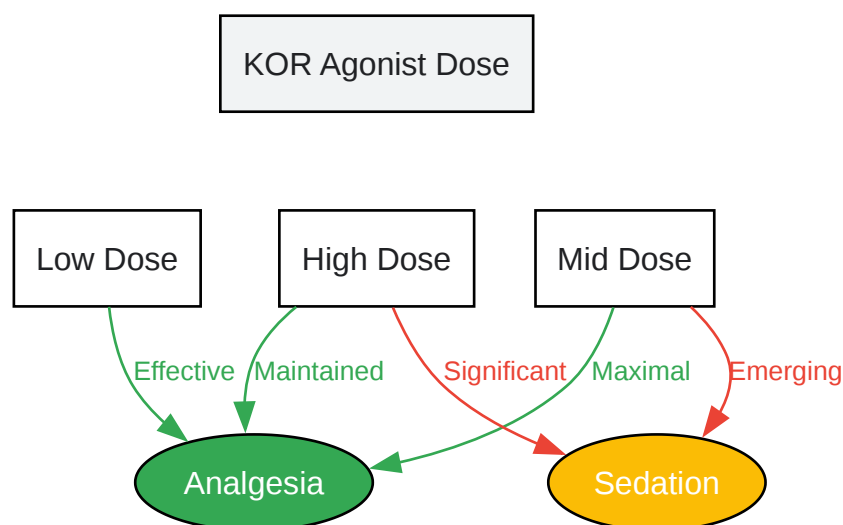 KOR Agonist Dose
Low Dose
High Dose
Mid Dose
Effective
Maintained
Significant
Maximal
Emerging
Analgesia
Sedation